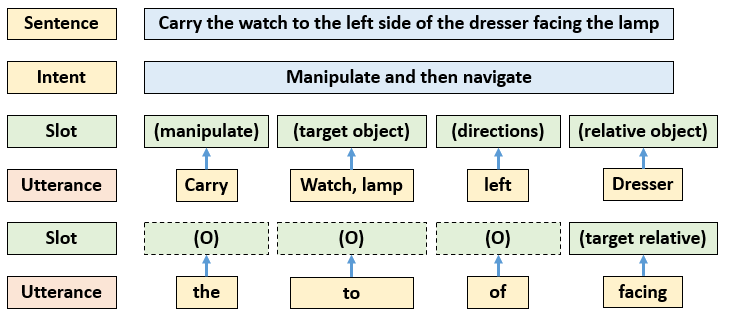 Sentence Carry the watch to the left side of the dresser facing the lamp
Intent Manipulate and then navigate
Slot (manipulate) (target object) (directions) (relative object)
Utterance Carry Watch, lamp left Dresser
Slot (O) (O) (O) (target relative)
Utterance the to of facing